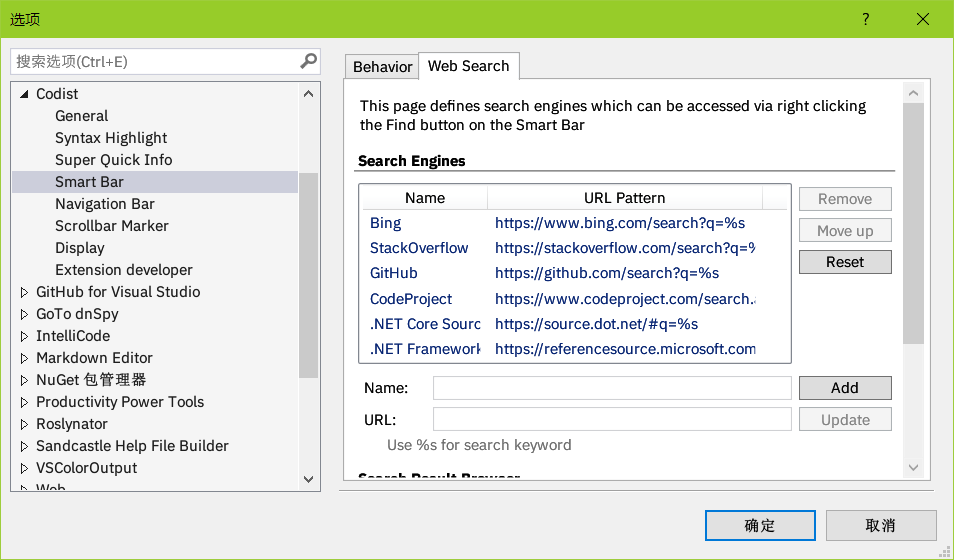 选项
?
搜索选项(Ctrl+E)
Codist
General
Syntax Highlight
Super Quick Info
Smart Bar
Navigation Bar
Scrollbar Marker
Display
Extension developer
GitHub for Visual Studio
GoTo dnSpy
IntelliCode
Markdown Editor
NuGet 包管理器
Productivity Power Tools
Roslynator
Sandcastle Help File Builder
VSColorOutput
Web
Behavior Web Search
This page defines search engines which can be accessed via right clicking
the Find button on the Smart Bar
Search Engines
Name URL Pattern
Bing https://www.bing.com/search?q=%s
StackOverflow https://stackoverflow.com/search?q=%
GitHub https://github.com/search?q=%s
CodeProject https://www.codeproject.com/search.
.NET Core Sourc https://source.dot.net/#q=%s
.NET Framework https://referencesource.microsoft.com
Remove
Move up
Reset
Name: Add
URL: Update
Use %s for search keyword
Search Result Browser
确定 取消